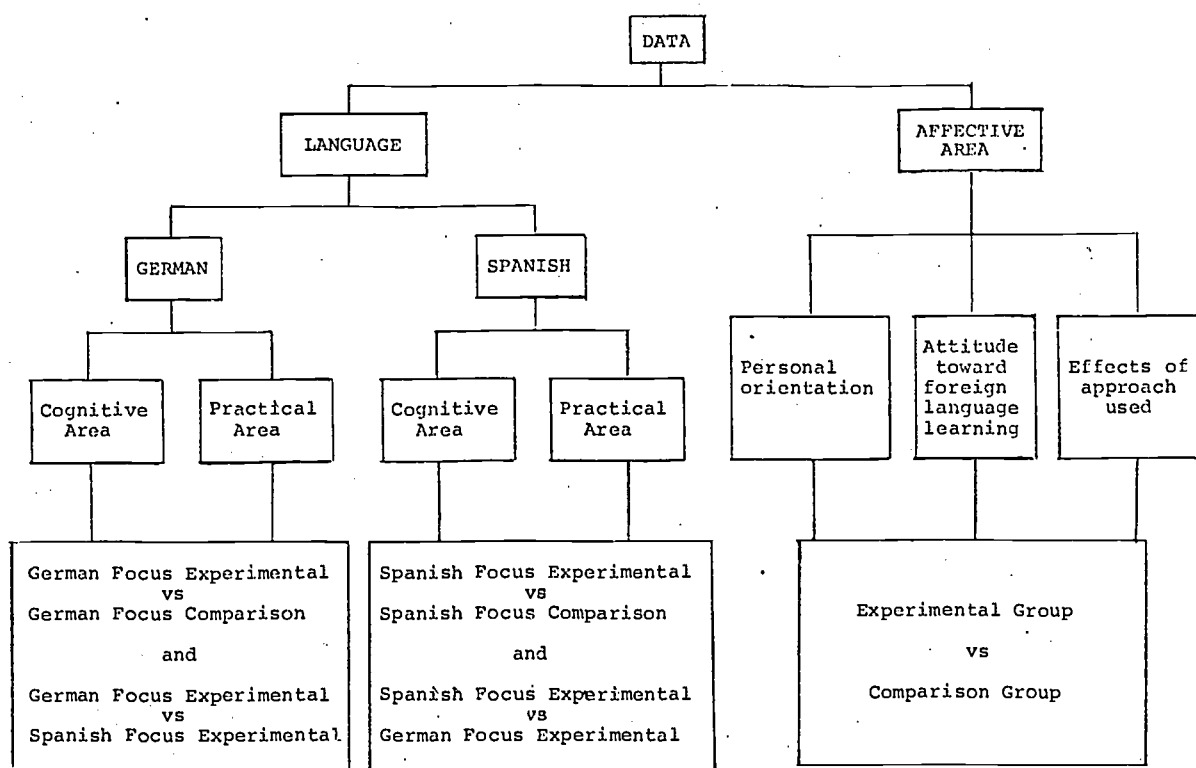 DATA
LANGUAGE
AFFECTIVE
AREA
GERMAN
SPANISH
Cognitive
Area
Practical
Area
Cognitive
Area
Practical
Area
Personal
orientation
Attitude
toward
foreign
language
learning
Effects of
approach
used
German Focus Experimental
vs
German Focus Comparison
and
German Focus Experimental
vs
Spanish Focus Experimental
Spanish Focus Experimental
vs
Spanish Focus Comparison
and
Spanish Focus Experimental
vs
German Focus Experimental
Experimental Group
vs
Comparison Group